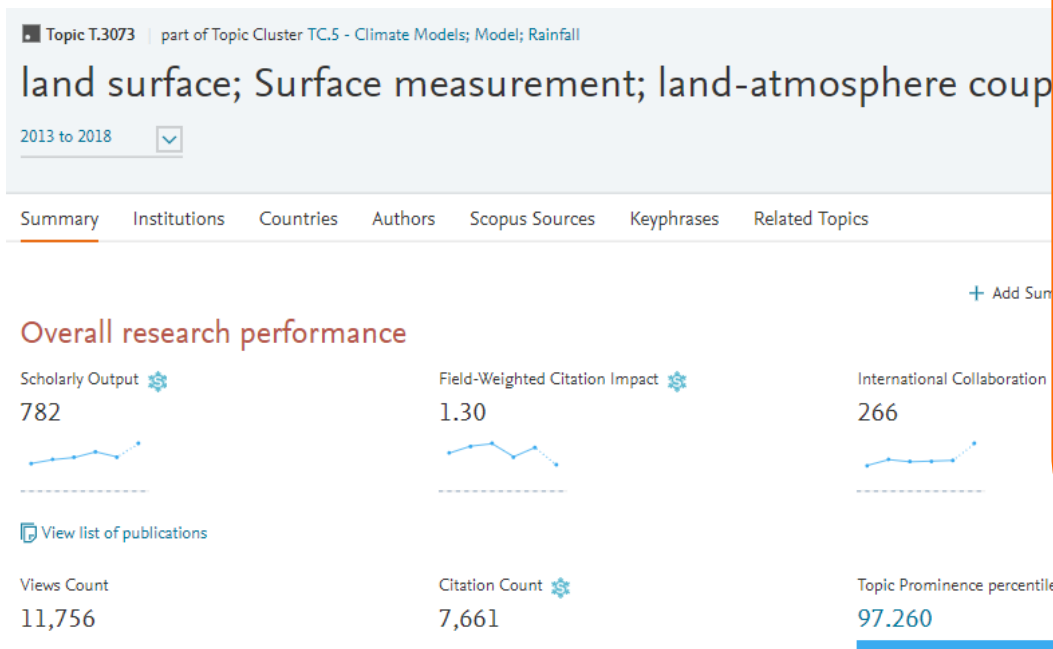 Topic T.3073 part of Topic Cluster TC.5 - Climate Models; Model; Rainfall
land surface; Surface measurement; land-atmosphere coup
2013 to 2018
Summary Institutions Countries Authors Scopus Sources Keyphrases Related Topics
+ Add Sum
Overall research performance
Scholarly Output Field-Weighted Citation Impact International Collaboration
782 1.30 266
View list of publications
Views Count Citation Count Topic Prominence percentile
11,756 7,661 97.260